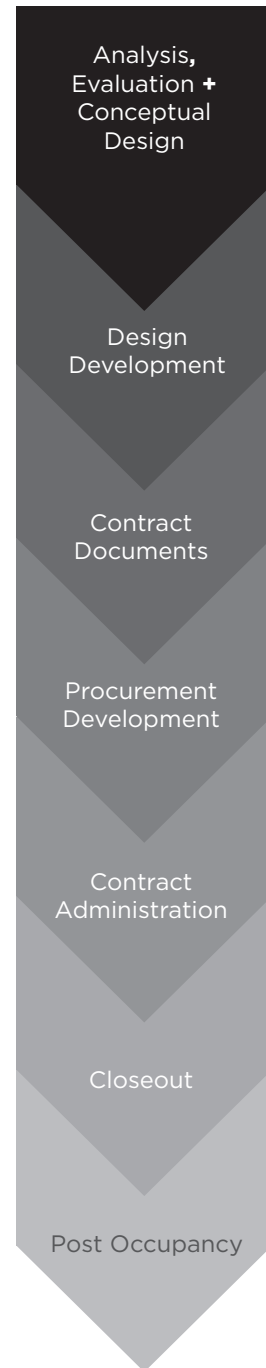 Analysis,
Evaluation +
Conceptual
Design
Design
Development
Contract
Documents
Procurement
Development
Contract
Administration
Closeout
Post Occupancy